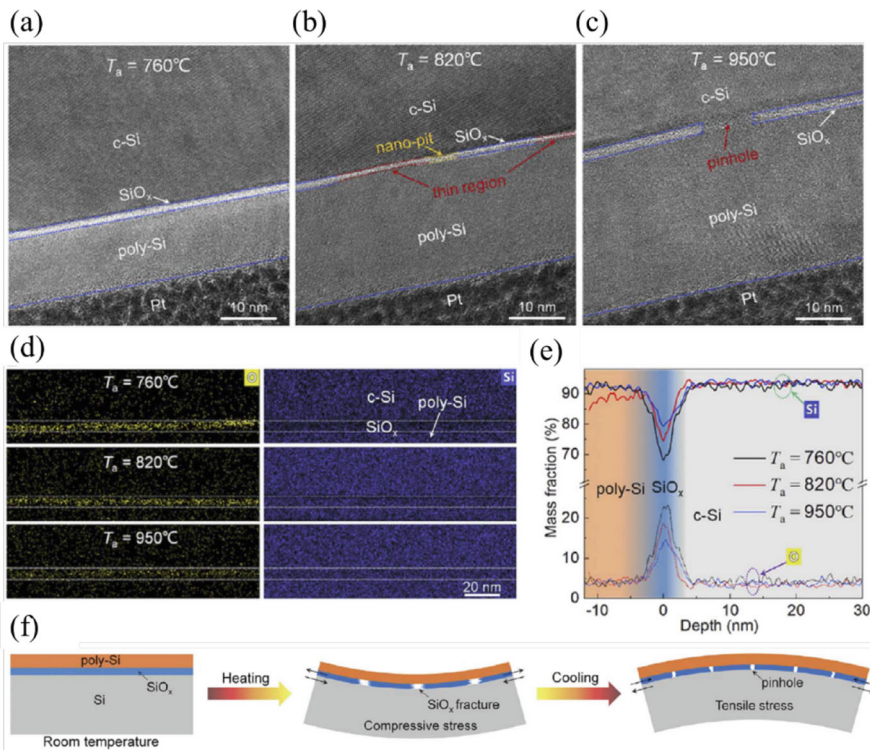 (a)
(b)
(c)
Ta = 760℃
c-Si
SiOx
poly-Si
Pt
10 nm
Ta = 820℃
c-Si
SiOx
nano-pit
thin region
poly-Si
Pt
10 nm
Ta = 950℃
c-Si
SiOx
pinhole
poly-Si
Pt
10 nm
(d)
Ta = 760℃
O
Si
c-Si
poly-Si
SiOx
Ta = 820℃
Ta = 950℃
20 nm
(e)
Mass fraction (%)
90
80
70
20
10
0
Si
Ta = 760℃
Ta = 820℃
Ta = 950℃
poly-Si
SiOx
c-Si
O
-10
0
10
20
30
Depth (nm)
(f)
poly-Si
SiOx
Si
Room temperature
Heating
SiOx fracture
Compressive stress
Cooling
pinhole
Tensile stress